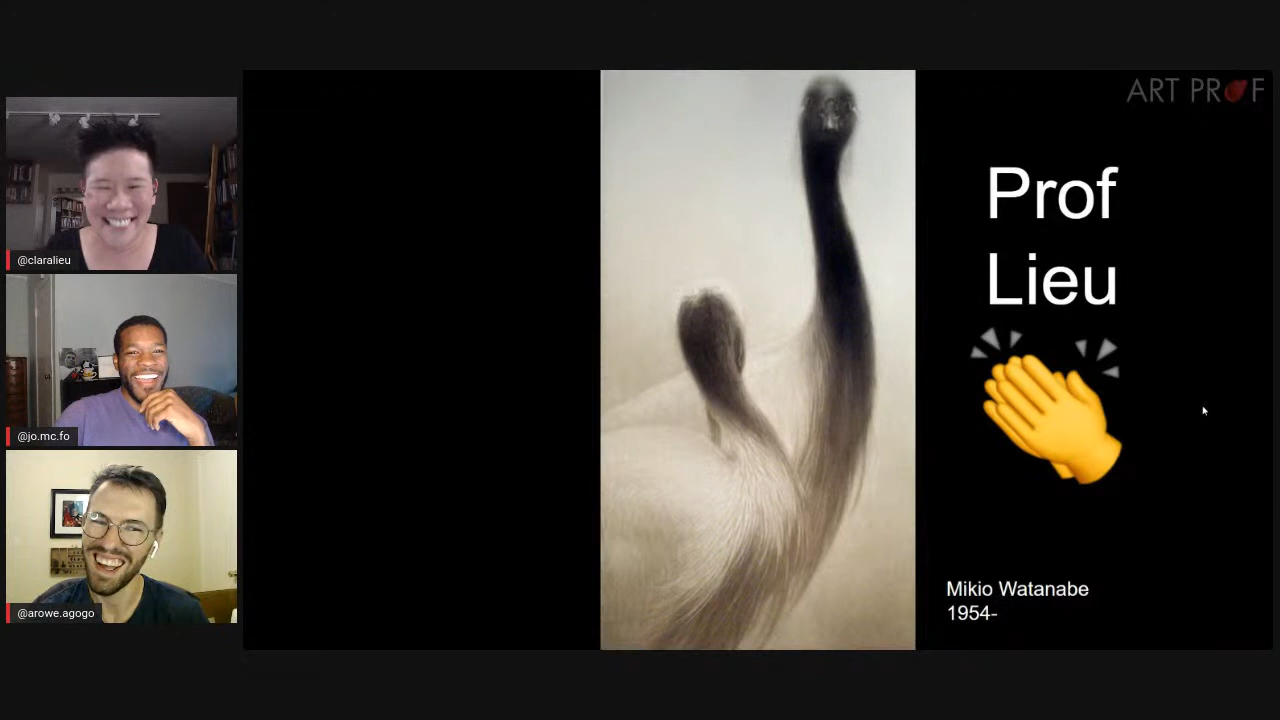 ART PROF
@claralieu
@jo.mc.fo
@arowe.agogo
Prof
Lieu
Mikio Watanabe
1954-